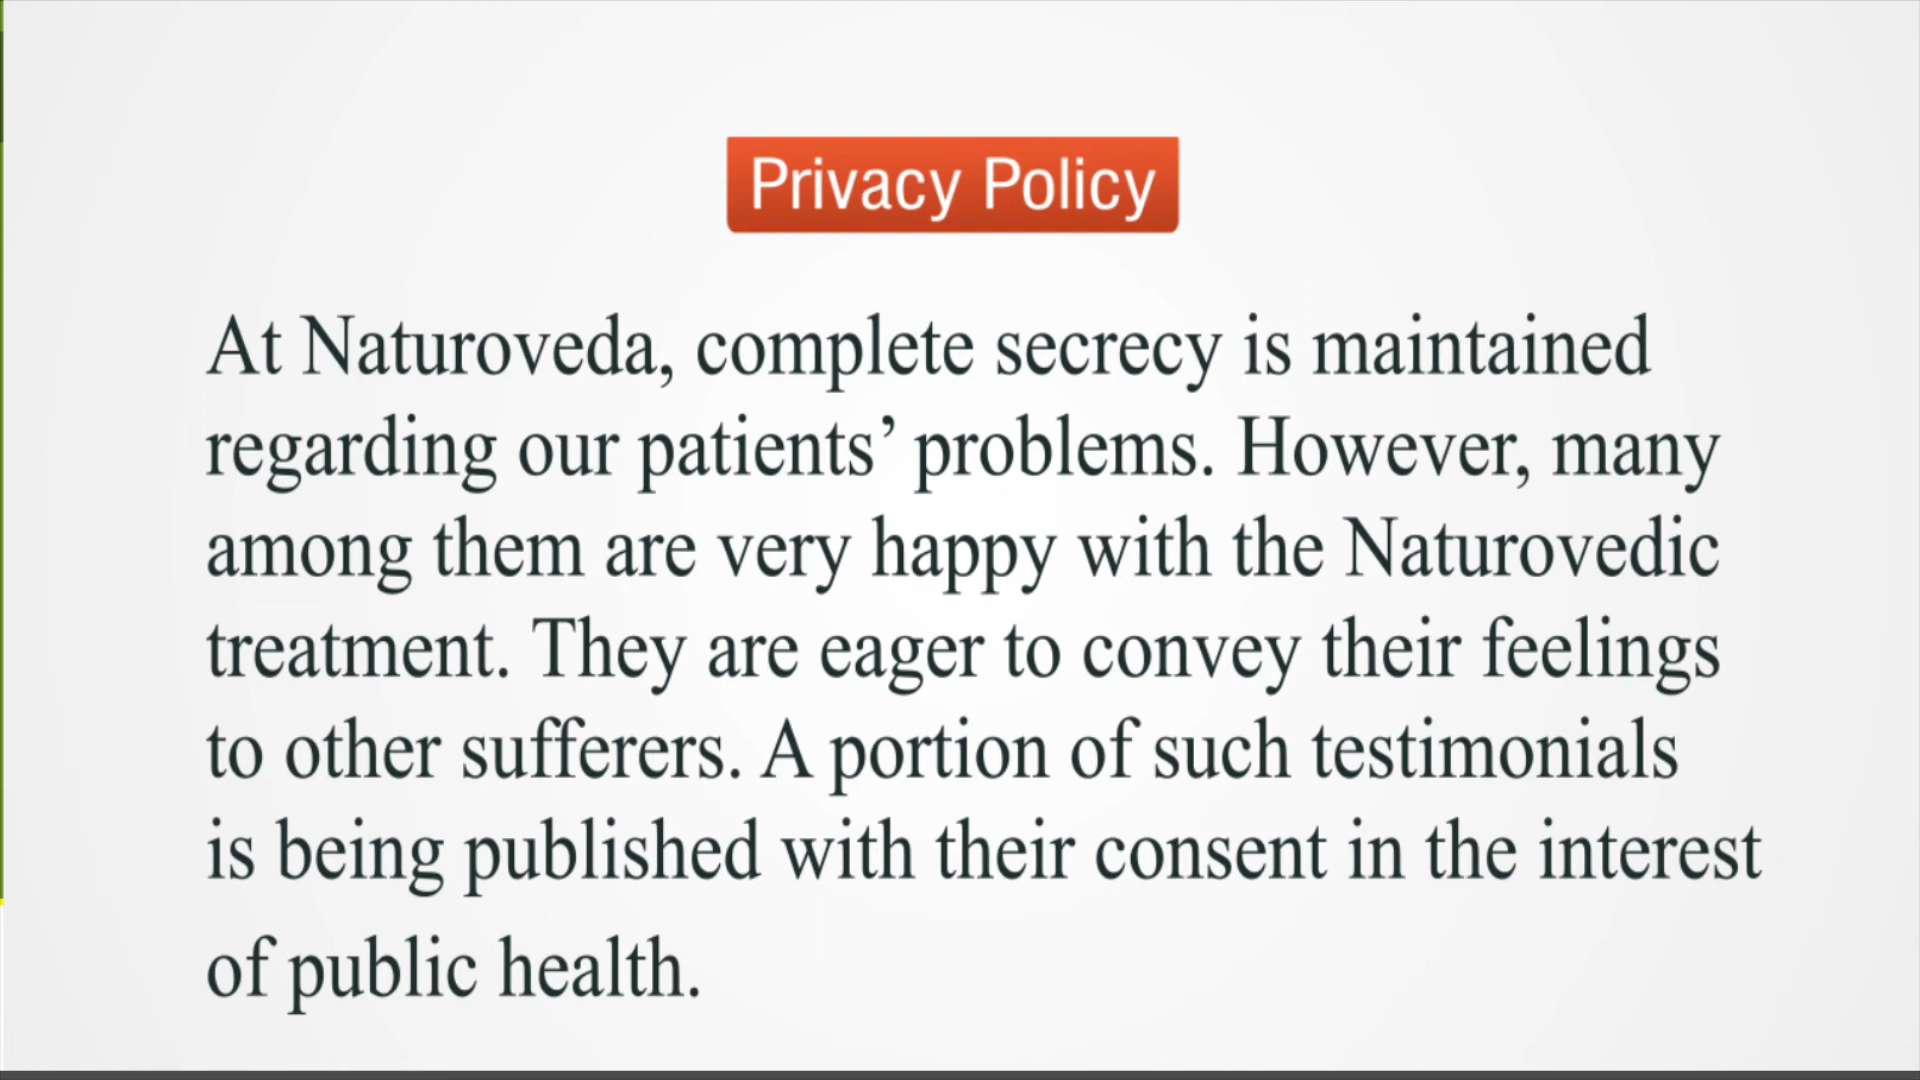 Privacy Policy
At Naturoveda, complete secrecy is maintained
regarding our patients’ problems. However, many
among them are very happy with the Naturovedic
treatment. They are eager to convey their feelings
to other sufferers. A portion of such testimonials
is being published with their consent in the interest
of public health.